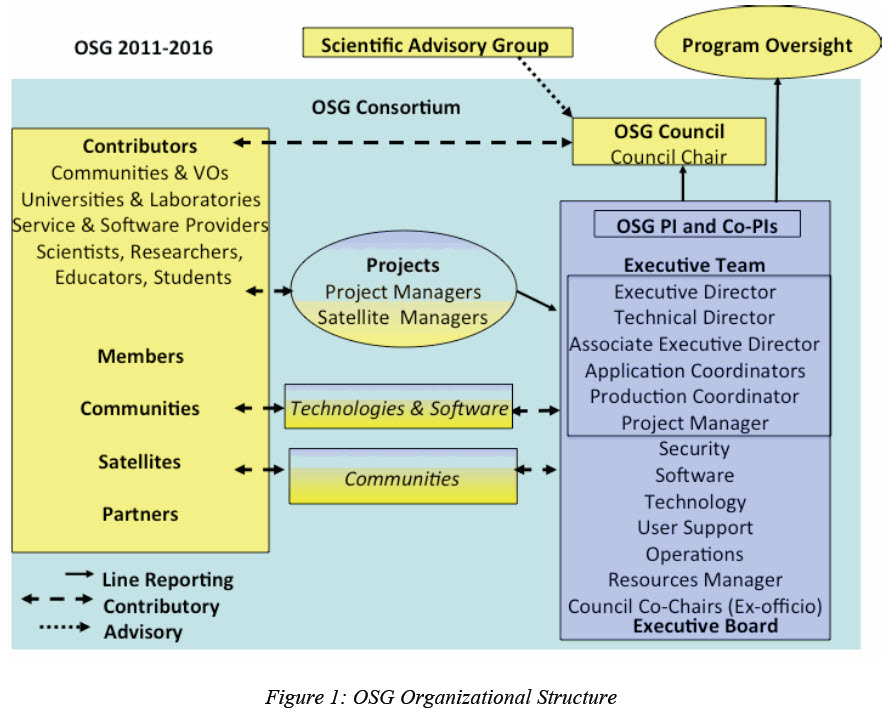 OSG 2011-2016
Scientific Advisory Group
Program Oversight
OSG Consortium
Contributors
Communities & VOs
Universities & Laboratories
Service & Software Providers
Scientists, Researchers,
Educators, Students
Members
Communities
Satellites
Partners
OSG Council
Council Chair
Projects
Project Managers
Satellite Managers
Technologies & Software
Communities
OSG PI and Co-PIs
Executive Team
Executive Director
Technical Director
Associate Executive Director
Application Coordinators
Production Coordinator
Project Manager
Security
Software
Technology
User Support
Operations
Resources Manager
Council Co-Chairs (Ex-officio)
Executive Board
Line Reporting
Contributory
Advisory
Figure 1: OSG Organizational Structure